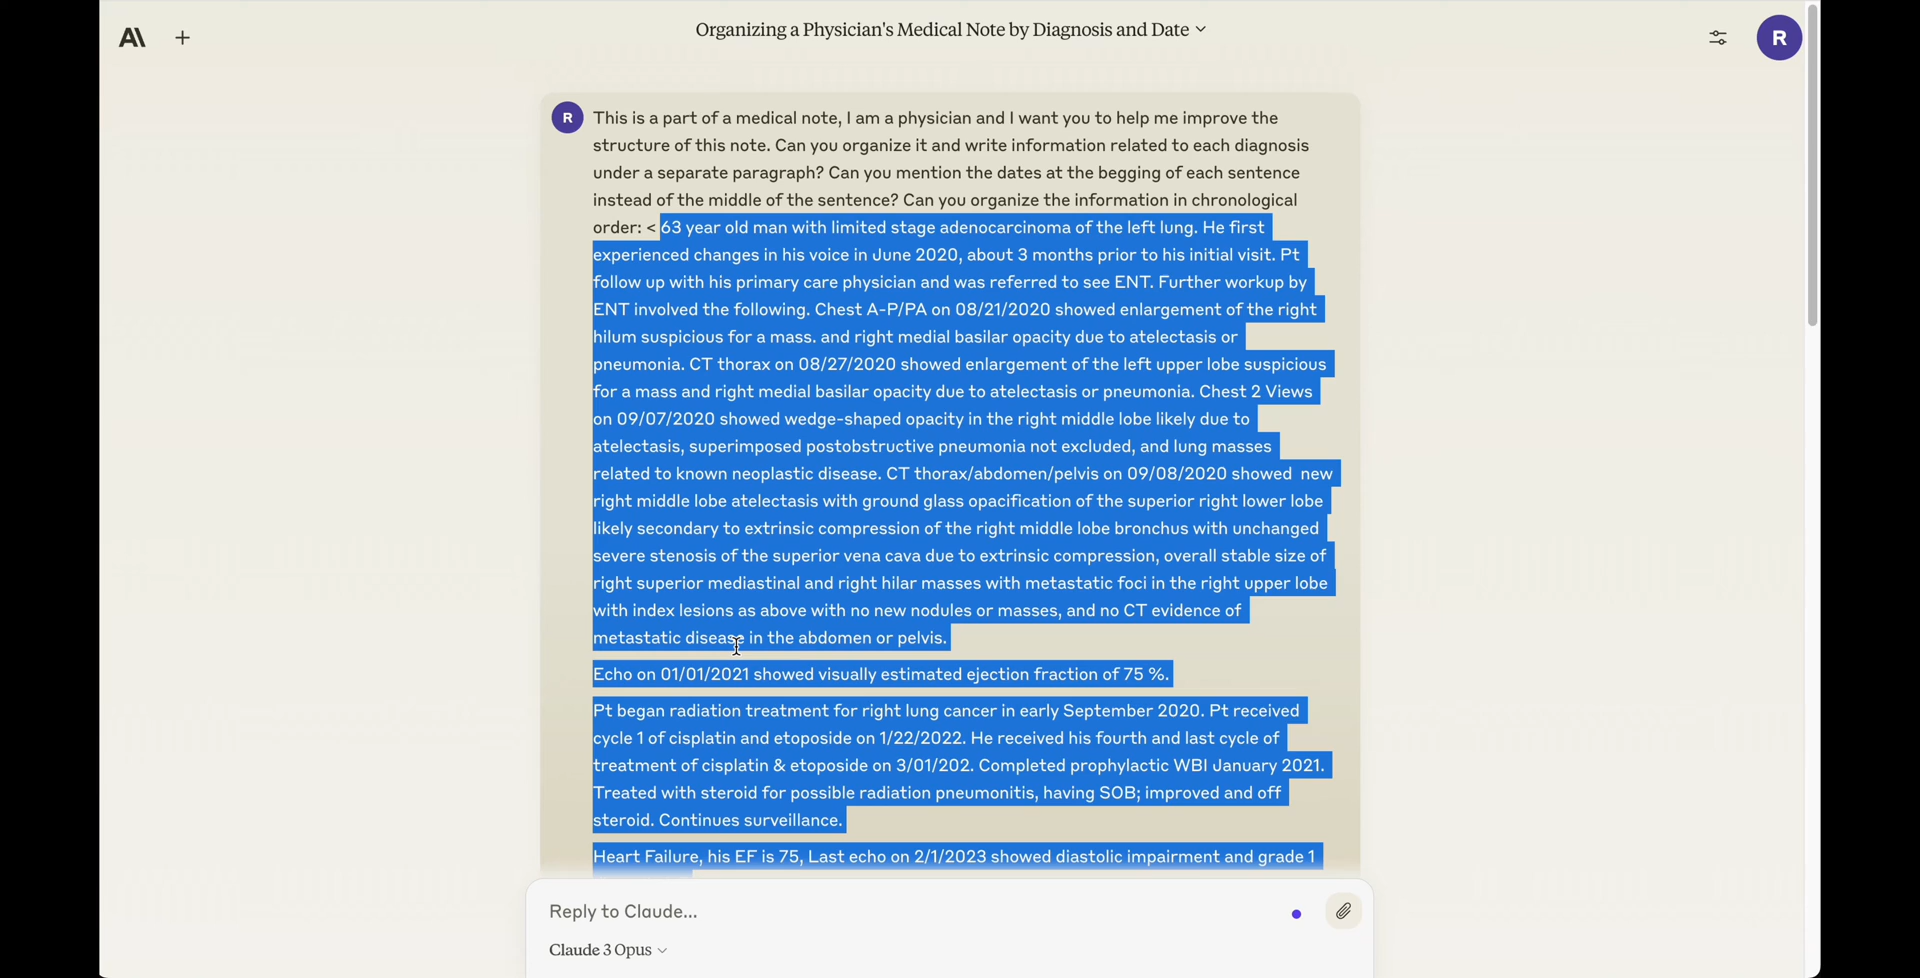 Organizing a Physician's Medical Note by Diagnosis and Date
R
R
This is a part of a medical note, I am a physician and I want you to help me improve the
structure of this note. Can you organize it and write information related to each diagnosis
under a separate paragraph? Can you mention the dates at the begging of each sentence
instead of the middle of the sentence? Can you organize the information in chronological
order: < 63 year old man with limited stage adenocarcinoma of the left lung. He first
experienced changes in his voice in June 2020, about 3 months prior to his initial visit. Pt
follow up with his primary care physician and was referred to see ENT. Further workup by
ENT involved the following. Chest A-P/PA on 08/21/2020 showed enlargement of the right
hilum suspicious for a mass. and right medial basilar opacity due to atelectasis or
pneumonia. CT thorax on 08/27/2020 showed enlargement of the left upper lobe suspicious
for a mass and right medial basilar opacity due to atelectasis or pneumonia. Chest 2 Views
on 09/07/2020 showed wedge-shaped opacity in the right middle lobe likely due to
atelectasis, superimposed postobstructive pneumonia not excluded, and lung masses
related to known neoplastic disease. CT thorax/abdomen/pelvis on 09/08/2020 showed  new
right middle lobe atelectasis with ground glass opacification of the superior right lower lobe
likely secondary to extrinsic compression of the right middle lobe bronchus with unchanged
severe stenosis of the superior vena cava due to extrinsic compression, overall stable size of
right superior mediastinal and right hilar masses with metastatic foci in the right upper lobe
with index lesions as above with no new nodules or masses, and no CT evidence of
metastatic disease in the abdomen or pelvis.
Echo on 01/01/2021 showed visually estimated ejection fraction of 75 %.
Pt began radiation treatment for right lung cancer in early September 2020. Pt received
cycle 1 of cisplatin and etoposide on 1/22/2022. He received his fourth and last cycle of
treatment of cisplatin & etoposide on 3/01/202. Completed prophylactic WBI January 2021.
Treated with steroid for possible radiation pneumonitis, having SOB; improved and off
steroid. Continues surveillance.
Heart Failure, his EF is 75, Last echo on 2/1/2023 showed diastolic impairment and grade 1
Reply to Claude...
Claude 3 Opus